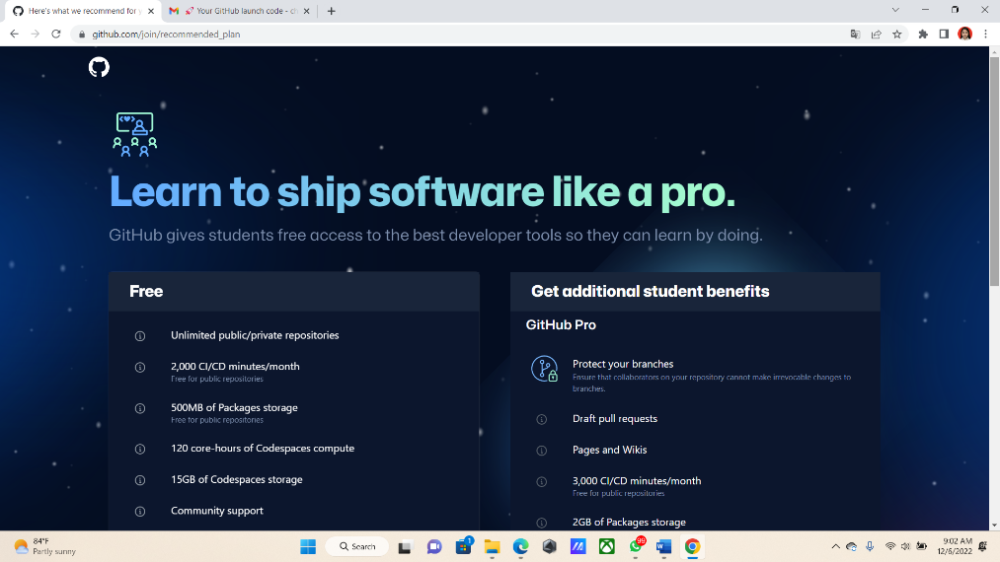 Here's what we recommend for y
🚀 Your GitHub launch code - ch
github.com/join/recommended_plan
Learn to ship software like a pro.
GitHub gives students free access to the best developer tools so they can learn by doing.
Free
Unlimited public/private repositories
2,000 CI/CD minutes/month
Free for public repositories
500MB of Packages storage
Free for public repositories
120 core-hours of Codespaces compute
15GB of Codespaces storage
Community support
Get additional student benefits
GitHub Pro
Protect your branches
Ensure that collaborators on your repository cannot make irrevocable changes to
branches.
Draft pull requests
Pages and Wikis
3,000 CI/CD minutes/month
Free for public repositories
2GB of Packages storage
84°F
Partly sunny
Search
1
99
W
9:02 AM
12/6/2022